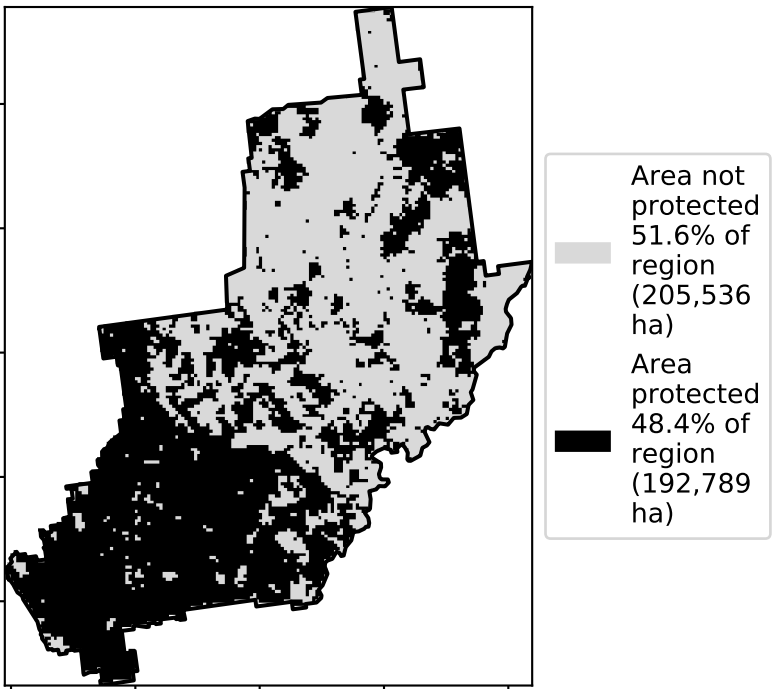 Area not
protected
51.6% of
region
(205,536
ha)
Area
protected
48.4% of
region
(192,789
ha)